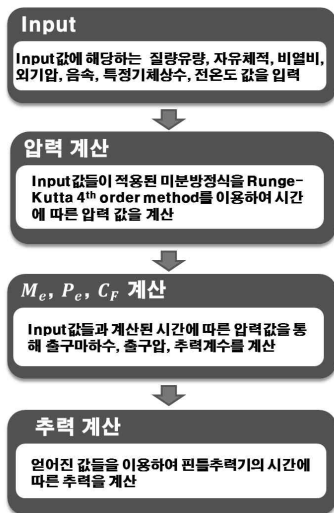 Input
Input값에 해당하는 질량유량, 자유체적, 비열비,
외기압, 음속, 특정기체상수, 전온도 값을 입력
압력 계산
Input값들이 적용된 미분방정식을 Runge-
Kutta 4th order method를 이용하여 시간
에 따른 압력 값을 계산
Me, Pe, CF 계산
Input값들과 계산된 시간에 따른 압력값을 통
해 출구마하수, 출구압, 추력계수를 계산
추력 계산
얻어진 값들을 이용하여 핀틀추력기의 시간에
따른 추력을 계산